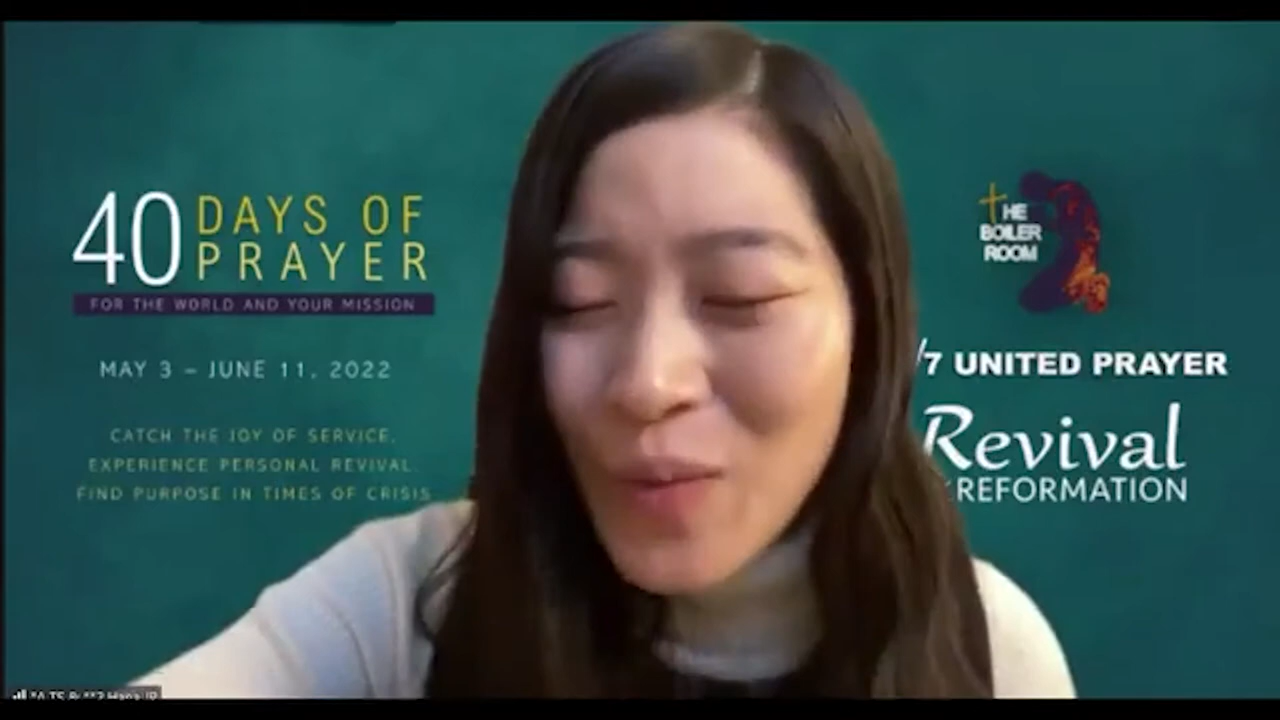 40 DAYS OF
PRAYER
FOR THE WORLD AND YOUR MISSION
MAY 3 – JUNE 11, 2022
CATCH THE JOY OF SERVICE.
EXPERIENCE PERSONAL REVIVAL
FIND PURPOSE IN TIMES OF CRISIS
THE
BOILER
ROOM
/7 UNITED PRAYER
Revival
REFORMATION